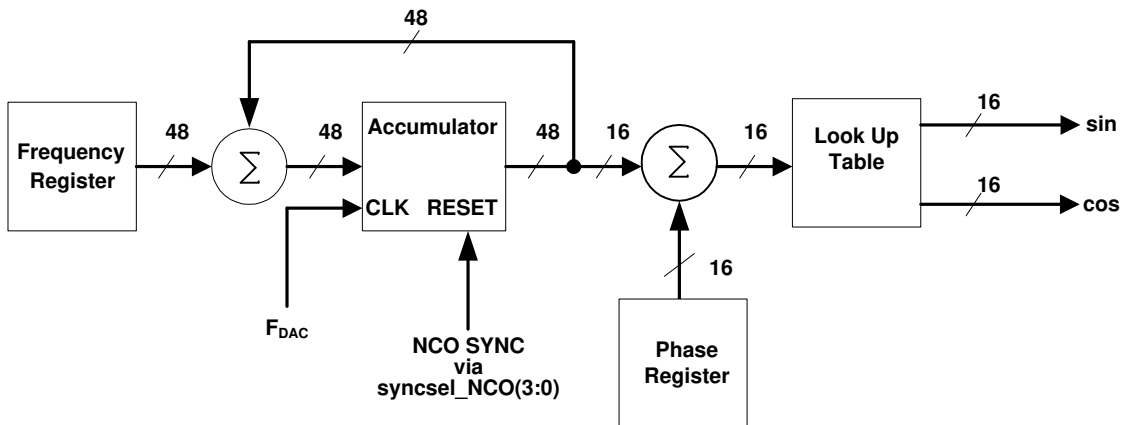 48
Frequency
Register
48
Σ
48
Accumulator
CLK RESET
48
16
Σ
16
Look Up
Table
16
sin
16
cos
F_DAC
NCO SYNC
via
syncsel_NCO(3:0)
16
Phase
Register